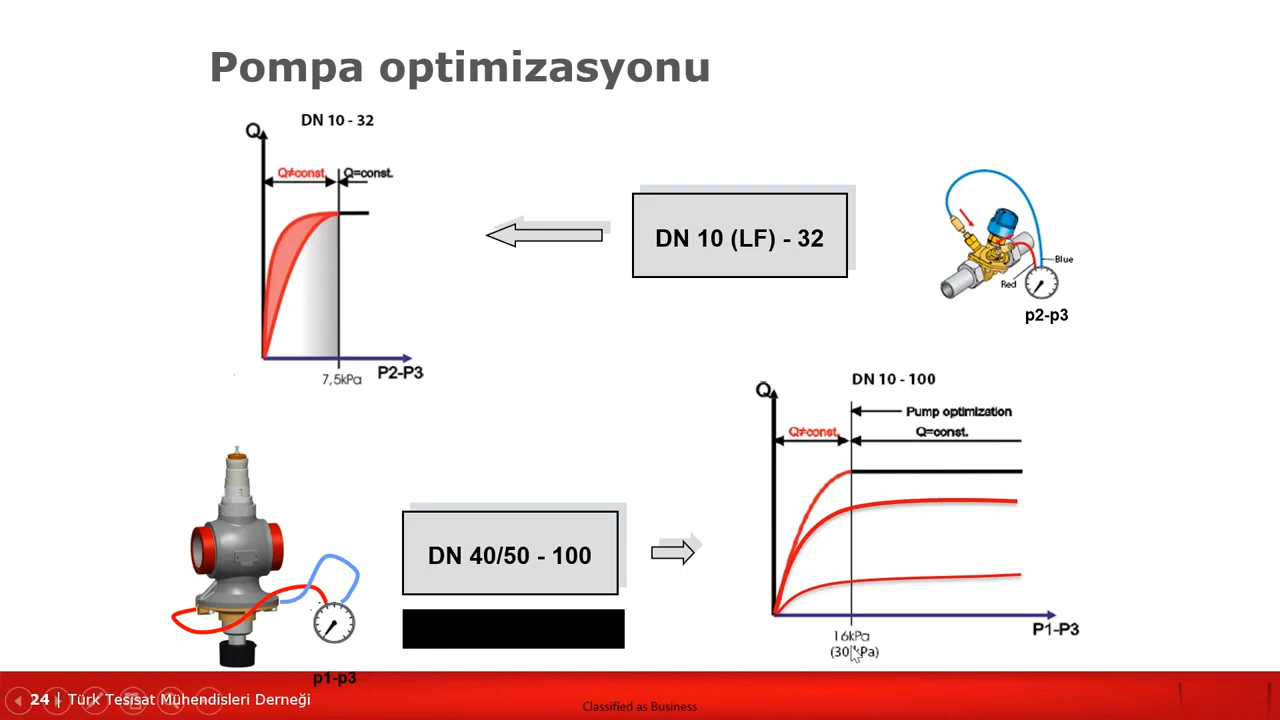 Pompa optimizasyonu
DN 10 - 32
Q
Q≠const.
Q=const.
P2-P3
7,5kPa
DN 10 (LF) - 32
Blue
Red
p2-p3
DN 10 - 100
Q
Pump optimization
Q≠const.
Q=const.
P1-P3
16kPa
(30kPa)
DN 40/50 - 100
p1-p3
24 | Türk Tesisat Mühendisleri Derneği
Classified as Business